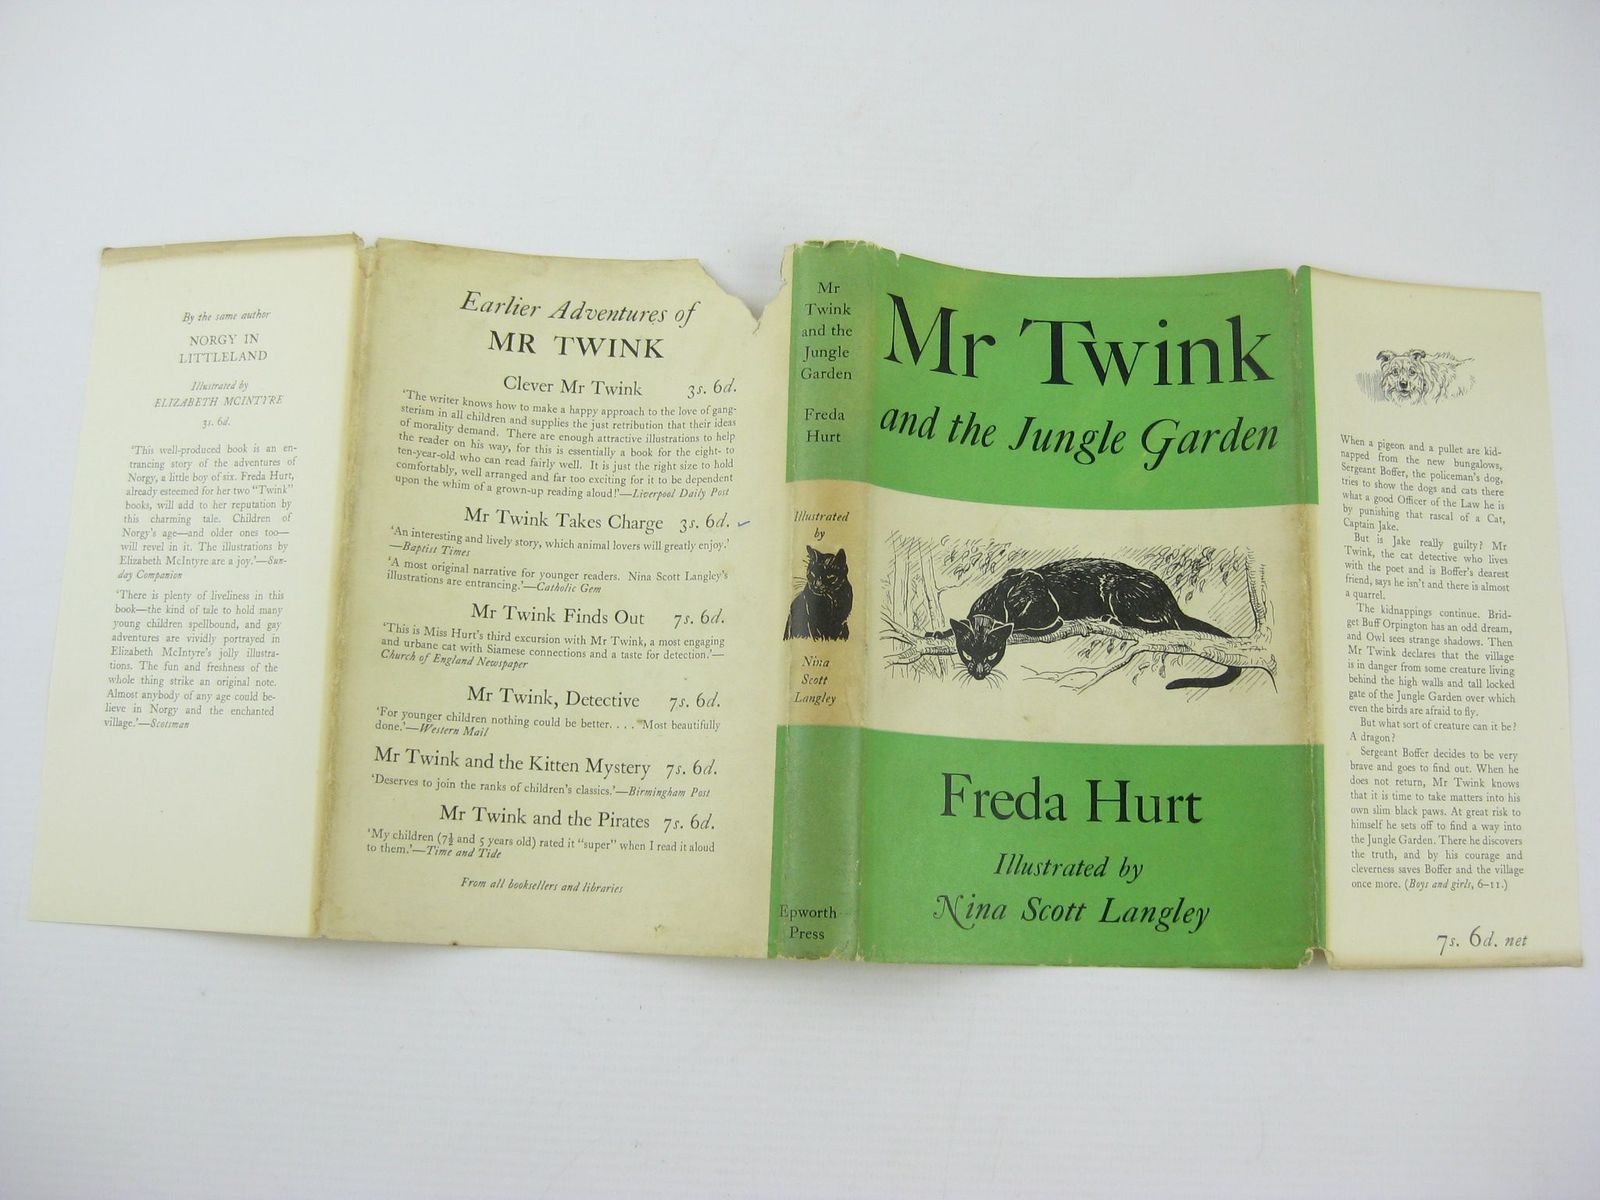 By the same author
NORGY IN
LITTLELAND
Illustrated by
ELIZABETH MCINTYRE
3s. 6d.
'This well-produced book is an en-
trancing story of the adventures of
Norgy, a little boy of six. Freda Hurt,
already esteemed for her two "Twink"
books, will add to her reputation by
this charming tale. Children of
Norgy's age—and older ones too—
will revel in it. The illustrations by
Elizabeth McIntyre are a joy.'—Sun-
day Companion
'There is plenty of liveliness in this
book—the kind of tale to hold many
young children spellbound, and gay
adventures are vividly portrayed in
Elizabeth McIntyre's jolly illustra-
tions. The fun and freshness of the
whole thing strike an original note.
Almost anybody of any age could be-
lieve in Norgy and the enchanted
village.'—Scotsman
Earlier Adventures of
MR TWINK
Clever Mr Twink 3s. 6d.
'The writer knows how to make a happy approach to the love of gang-
sterism in all children and supplies the just retribution that their ideas
of morality demand. There are enough attractive illustrations to help
the reader on his way, for this is essentially a book for the eight- to
ten-year-old who can read fairly well. It is just the right size to hold
comfortably, well arranged and far too exciting for it to be dependent
upon the whim of a grown-up reading aloud!'—Liverpool Daily Post
Mr Twink Takes Charge 3s. 6d.
'An interesting and lively story, which animal lovers will greatly enjoy.'
—Baptist Times
'A most original narrative for younger readers. Nina Scott Langley's
illustrations are entrancing.'—Catholic Gem
Mr Twink Finds Out 7s. 6d.
'This is Miss Hurt's third excursion with Mr Twink, a most engaging
and urbane cat with Siamese connections and a taste for detection.'—
Church of England Newspaper
Mr Twink, Detective 7s. 6d.
'For younger children nothing could be better. . . . Most beautifully
done.'—Western Mail
Mr Twink and the Kitten Mystery 7s. 6d.
'Deserves to join the ranks of children's classics.'—Birmingham Post
Mr Twink and the Pirates 7s. 6d.
'My children (7½ and 5 years old) rated it "super" when I read it aloud
to them.'—Time and Tide
From all booksellers and libraries
Mr
Twink
and the
Jungle
Garden
Freda
Hurt
Illustrated
by
Nina
Scott
Langley
Epworth
Press
Mr Twink
and the Jungle Garden
Freda Hurt
Illustrated by
Nina Scott Langley
When a pigeon and a pullet are kid-
napped from the new bungalows,
Sergeant Boffer, the policeman's dog,
tries to show the dogs and cats there
what a good Officer of the Law he is
by punishing that rascal of a Cat,
Captain Jake.
But is Jake really guilty? Mr
Twink, the cat detective who lives
with the poet and is Boffer's dearest
friend, says he isn't and there is almost
a quarrel.
The kidnappings continue. Brid-
get Buff Orpington has an odd dream,
and Owl sees strange shadows. Then
Mr Twink declares that the village
is in danger from some creature living
behind the high walls and tall locked
gate of the Jungle Garden over which
even the birds are afraid to fly.
But what sort of creature can it be?
A dragon?
Sergeant Boffer decides to be very
brave and goes to find out. When he
does not return, Mr Twink knows
that it is time to take matters into his
own slim black paws. At great risk to
himself he sets off to find a way into
the Jungle Garden. There he discovers
the truth, and by his courage and
cleverness saves Boffer and the village
once more. (Boys and girls, 6-11.)
7s. 6d. net